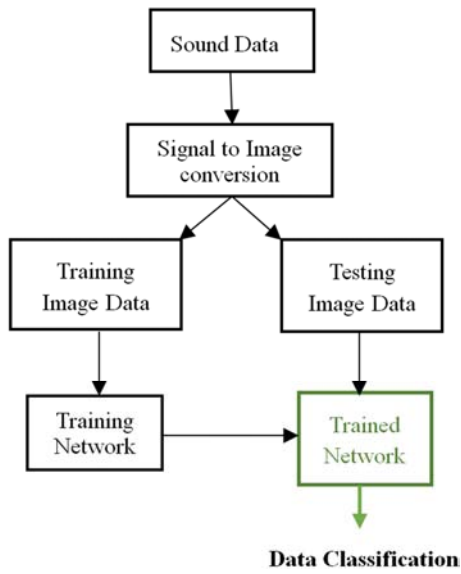 Sound Data
Signal to Image
conversion
Training
Image Data
Testing
Image Data
Training
Network
Trained
Network
Data Classification